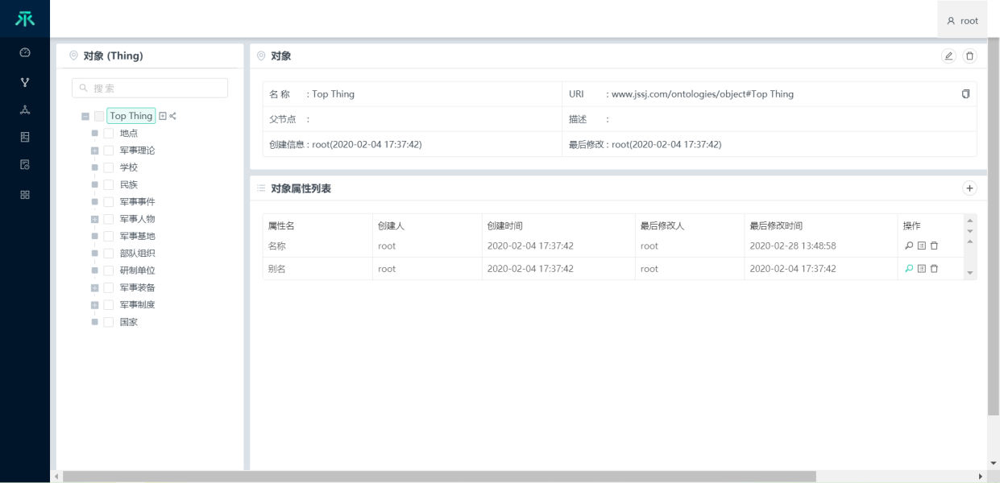 root
对象 (Thing)
搜索
Top Thing
地点
军事理论
学校
民族
军事事件
军事人物
军事基地
部队组织
研制单位
军事装备
军事制度
国家
对象
名称 : Top Thing
URI : www.jssj.com/ontologies/object#Top Thing
父节点 :
描述 :
创建信息 : root(2020-02-04 17:37:42)
最后修改 : root(2020-02-04 17:37:42)
对象属性列表
属性名 创建人 创建时间 最后修改人 最后修改时间 操作
名称 root 2020-02-04 17:37:42 root 2020-02-28 13:48:58
别名 root 2020-02-04 17:37:42 root 2020-02-04 17:37:42